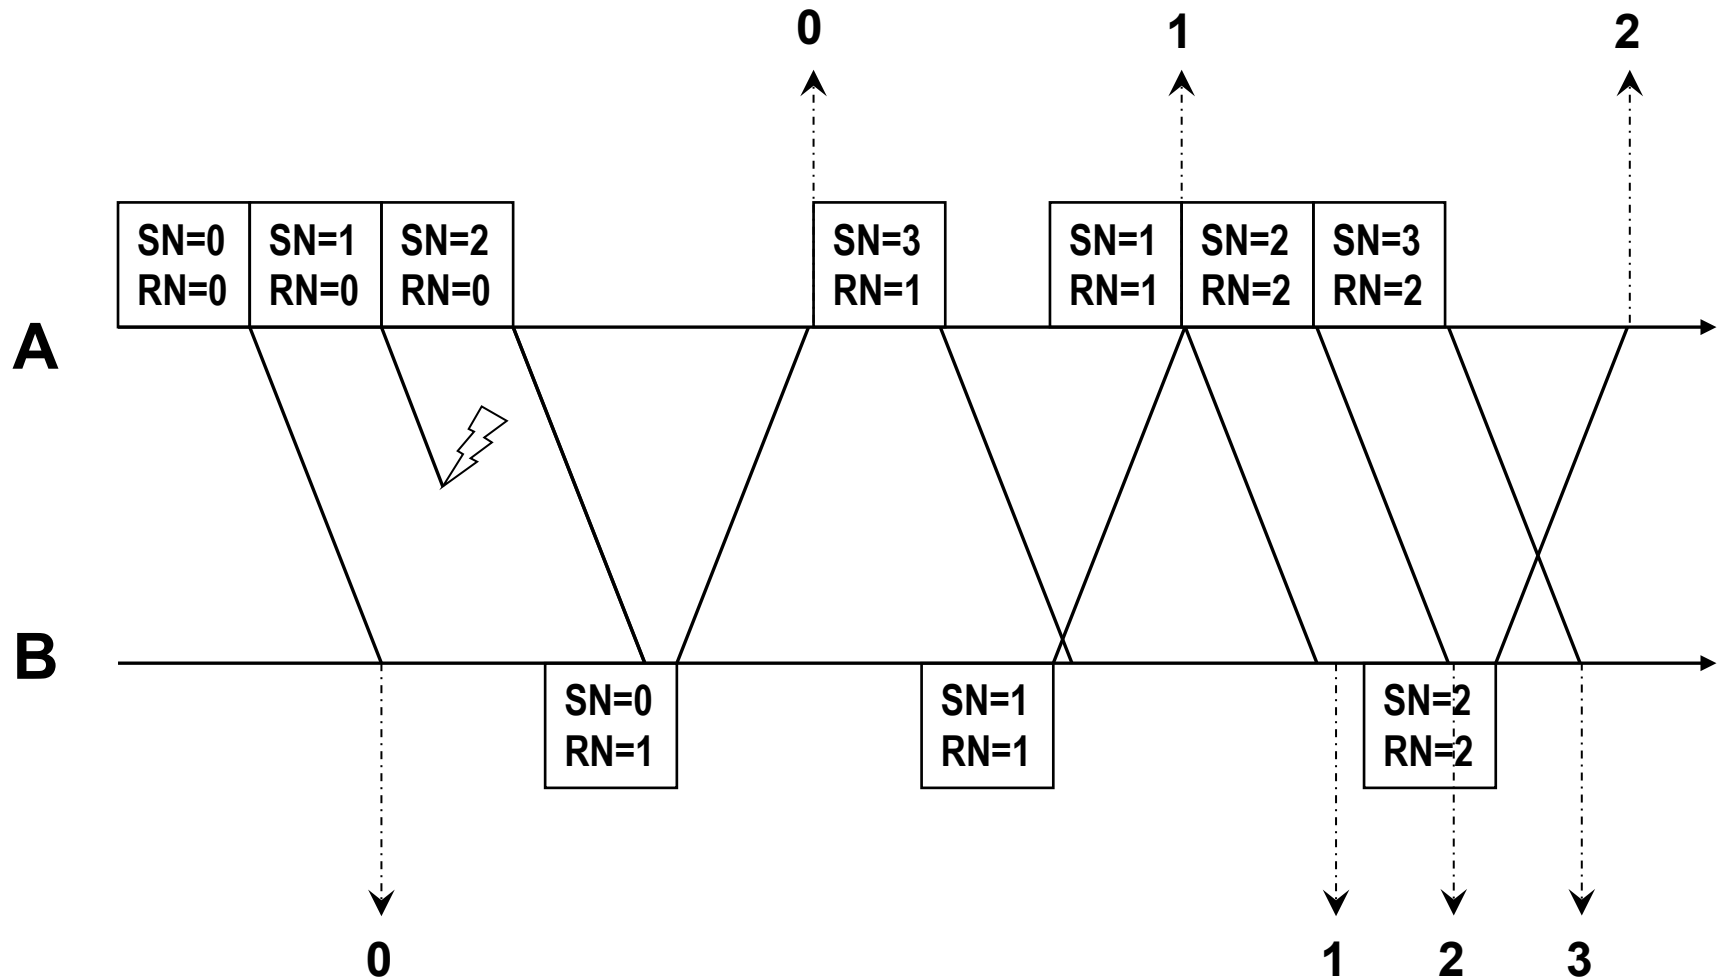 0 1 2
SN=0 SN=1 SN=2 SN=3 SN=1 SN=2 SN=3
RN=0 RN=0 RN=0 RN=1 RN=1 RN=2 RN=2
A
B
SN=0 SN=1 SN=2
RN=1 RN=1 RN=2
0 1 2 3